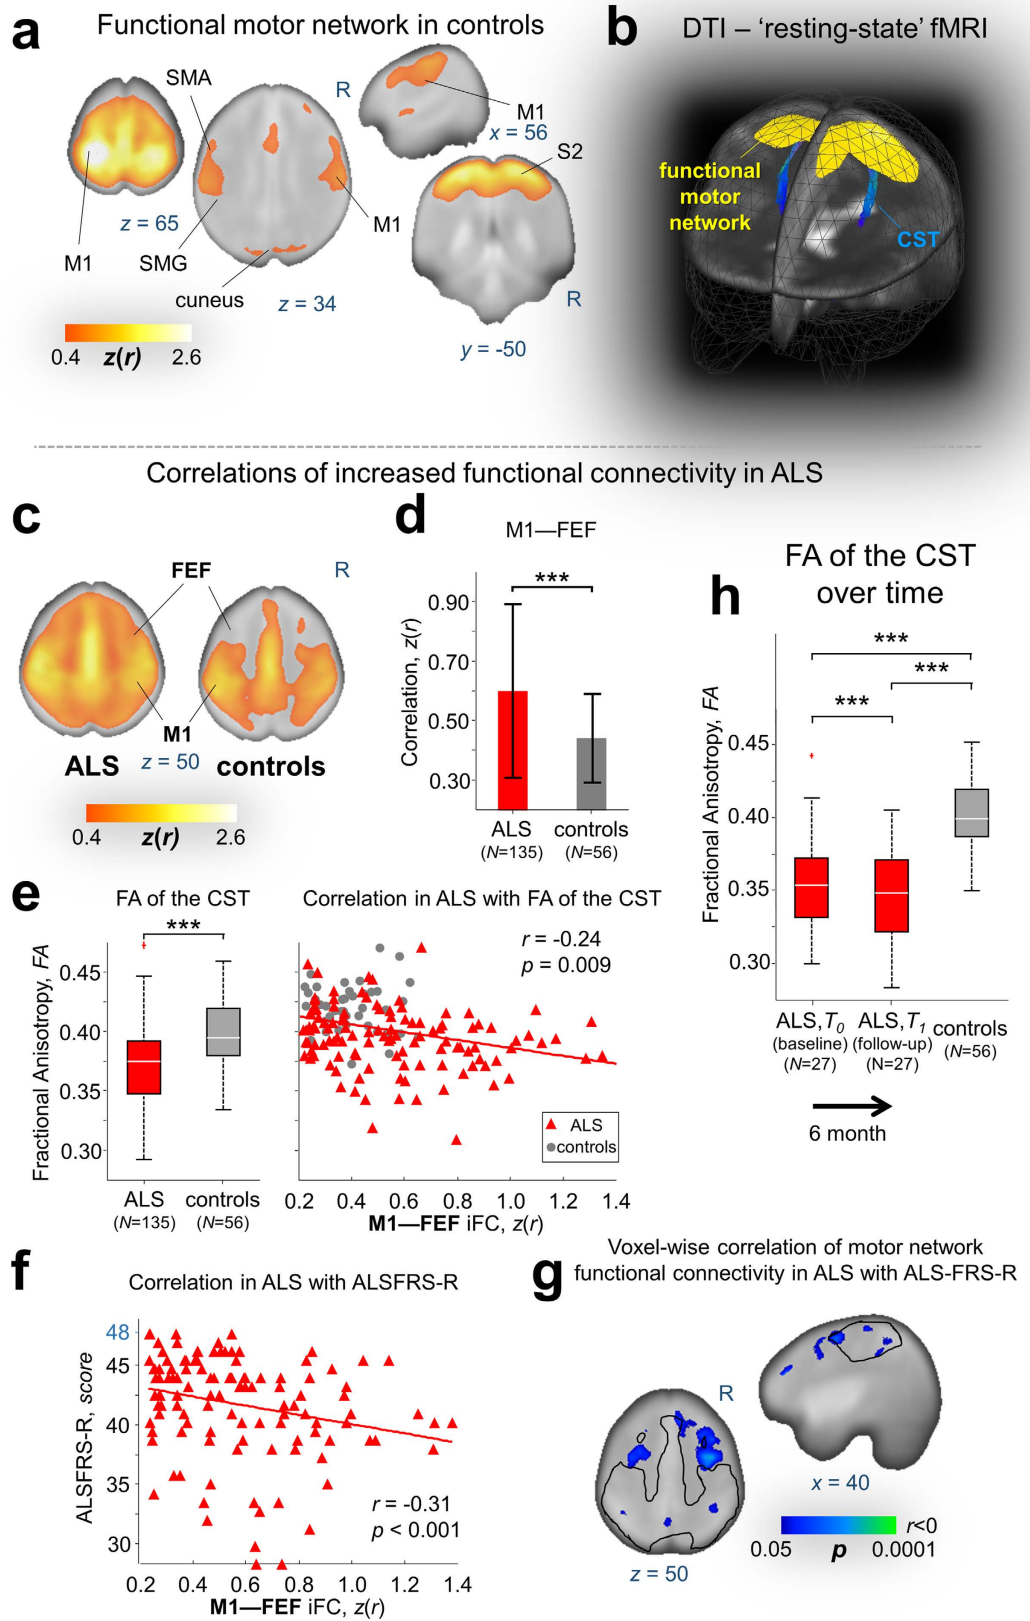 a
Functional motor network in controls
SMA
R
M1
x = 56
S2
z = 65
M1
M1
SMG
cuneus
z = 34
R
y = -50
0.4 z(r) 2.6
b
DTI – ‘resting-state’ fMRI
functional
motor
network
CST
Correlations of increased functional connectivity in ALS
c
FEF
R
M1
ALS z = 50 controls
0.4 z(r) 2.6
d
M1—FEF
***
Correlation, z(r)
0.90
0.70
0.50
0.30
ALS controls
(N=135) (N=56)
e
FA of the CST
***
Fractional Anisotropy, FA
0.45
0.40
0.35
0.30
ALS controls
(N=135) (N=56)
Correlation in ALS with FA of the CST
r = -0.24
p = 0.009
ALS
controls
0.2 0.4 0.6 0.8 1.0 1.2 1.4
M1—FEF iFC, z(r)
f
Correlation in ALS with ALSFRS-R
ALSFRS-R, score
48
45
40
35
30
r = -0.31
p < 0.001
0.2 0.4 0.6 0.8 1.0 1.2 1.4
M1—FEF iFC, z(r)
g
Voxel-wise correlation of motor network
functional connectivity in ALS with ALS-FRS-R
R
x = 40
z = 50
r<0
0.05 p 0.0001
h
FA of the CST
over time
***
***
***
Fractional Anisotropy, FA
0.45
0.40
0.35
0.30
ALS,T0 ALS,T1 controls
(baseline) (follow-up) (N=56)
(N=27) (N=27)
6 month